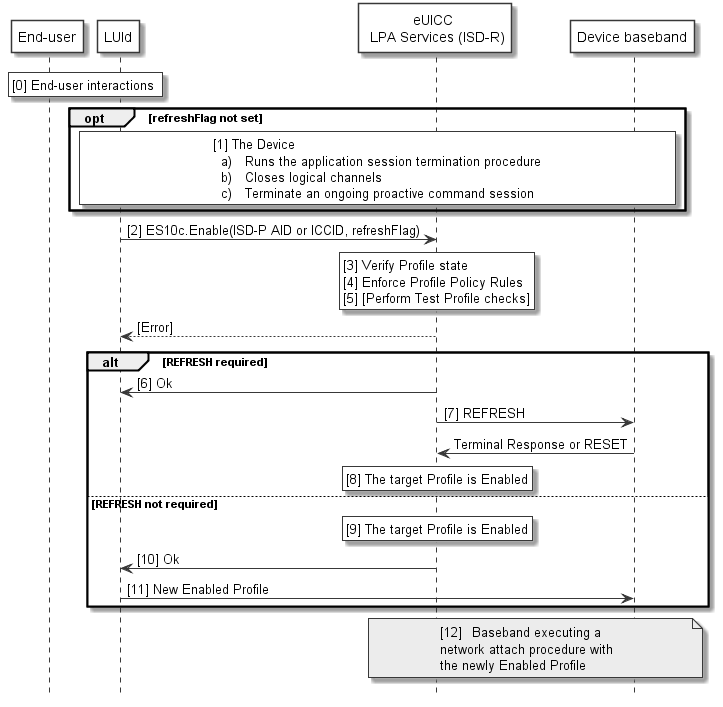 End-user
LUId
eUICC
LPA Services (ISD-R)
Device baseband
[0] End-user interactions
opt
[refreshFlag not set]
[1] The Device
a) Runs the application session termination procedure
b) Closes logical channels
c) Terminate an ongoing proactive command session
[2] ES10c.Enable(ISD-P AID or ICCID, refreshFlag)
[3] Verify Profile state
[4] Enforce Profile Policy Rules
[5] [Perform Test Profile checks]
[Error]
alt
[REFRESH required]
[6] Ok
[7] REFRESH
Terminal Response or RESET
[8] The target Profile is Enabled
[REFRESH not required]
[9] The target Profile is Enabled
[10] Ok
[11] New Enabled Profile
[12] Baseband executing a
network attach procedure with
the newly Enabled Profile